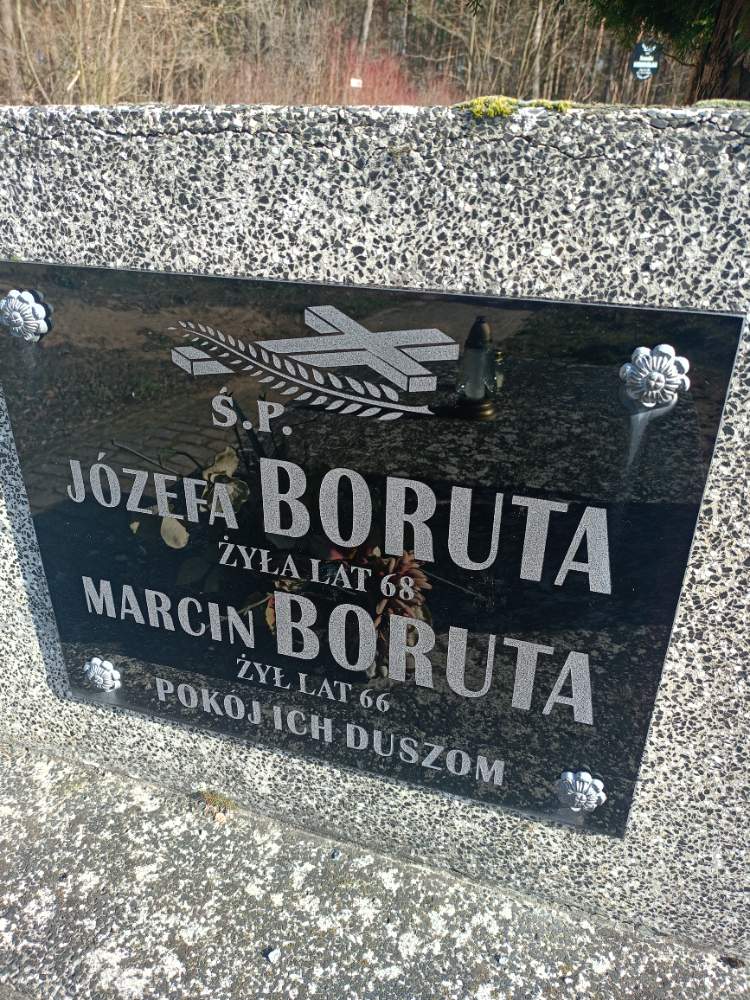 Ś.P.
JÓZEFA BORUTA
ŻYŁA LAT 68
MARCIN BORUTA
ŻYŁ LAT 66
POKÓJ ICH DUSZOM